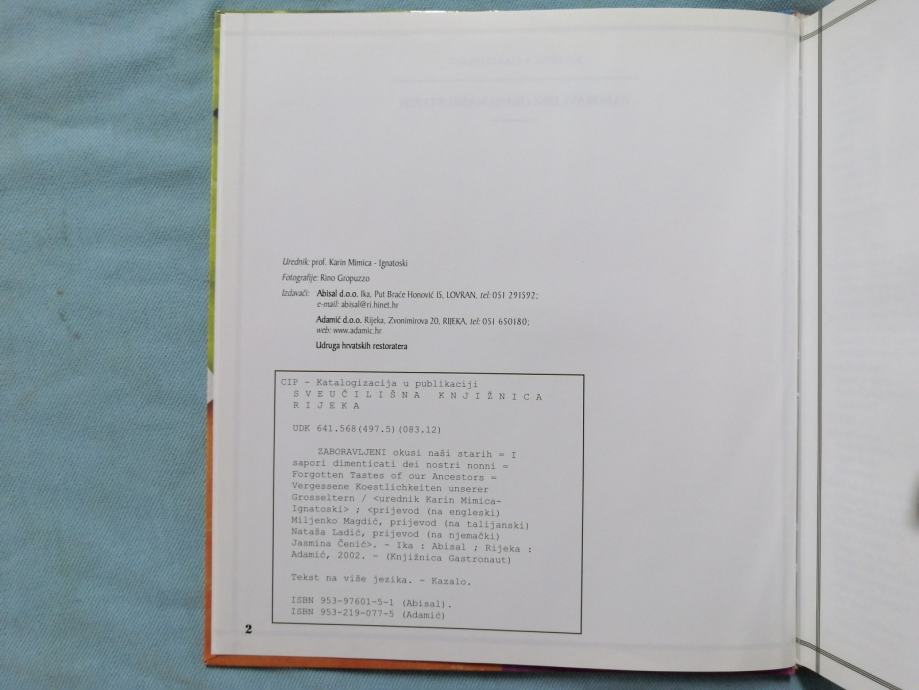 Urednik: prof. Karin Mimica - Ignatoski
Fotografije: Rino Gropuzzo
Izdavači: Abisal d.o.o. Ika, Put Braće Honović 15, LOVRAN, tel: 051 291592;
e-mail: abisal@ri.hinet.hr
Adamić d.o.o. Rijeka, Zvonimirova 20, RIJEKA, tel: 051 650180;
web: www.adamic.hr
Udruga hrvatskih restoratera
CIP - Katalogizacija u publikaciji
SVEUČILIŠNA KNJIŽNICA
RIJEKA
UDK 641.568(497.5)(083.12)
ZABORAVLJENI okusi naši starih = I
sapori dimenticati dei nostri nonni =
Forgotten Tastes of our Ancestors =
Vergessene Koestlichkeiten unserer
Grosseltern / <urednik Karin Mimica-
Ignatoski> ; <prijevod (na engleski)
Miljenko Magdić, prijevod (na talijanski)
Nataša Ladić, prijevod (na njemački)
Jasmina Čenić>. - Ika : Abisal ; Rijeka :
Adamić, 2002. - (Knjižnica Gastronaut)
Tekst na više jezika. - Kazalo.
ISBN 953-97601-5-1 (Abisal).
ISBN 953-219-077-5 (Adamić)
2